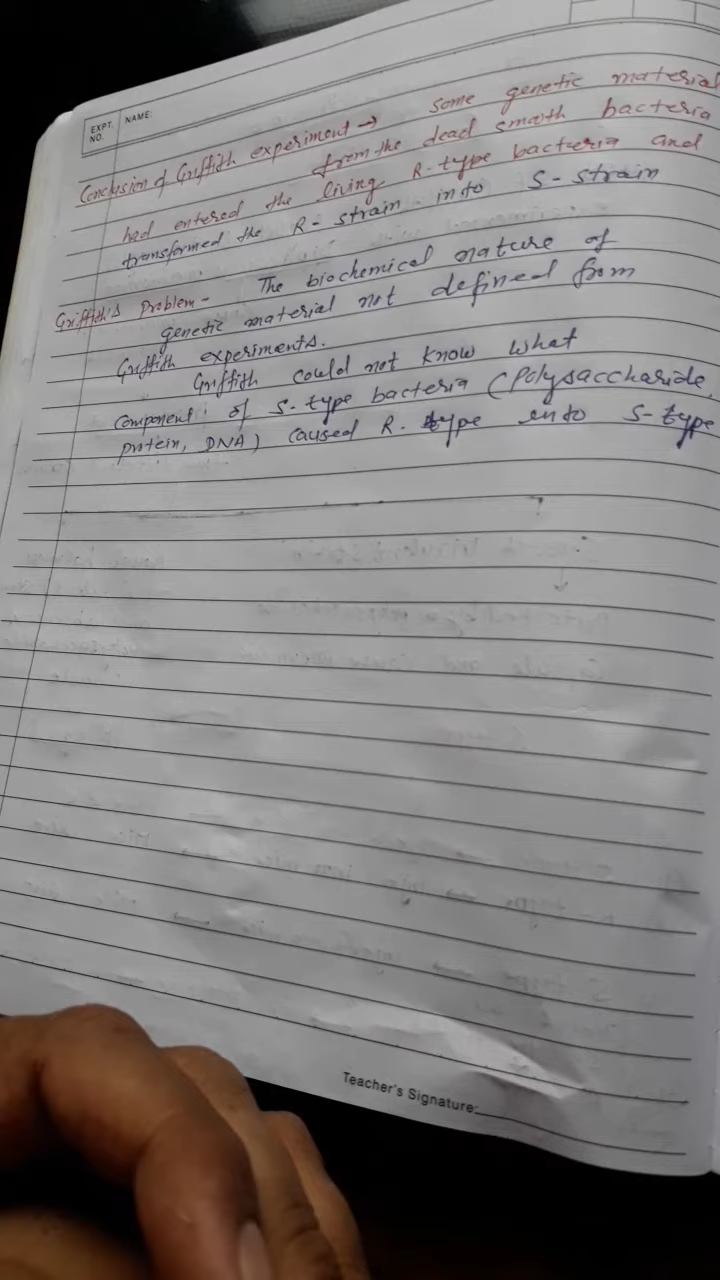 EXPT. NO.
NAME:
Conclusion of Griffith experiment → Some genetic material
from the dead smooth bacteria
had entered the living R-type bacteria and
transformed the R-strain into S-strain
Griffith's Problem - The biochemical nature of
genetic material not defined from
Griffith experiments.
Griffith could not know what
component of S-type bacteria (Polysaccharide,
protein, DNA) caused R-type into S-type
Teacher's Signature: